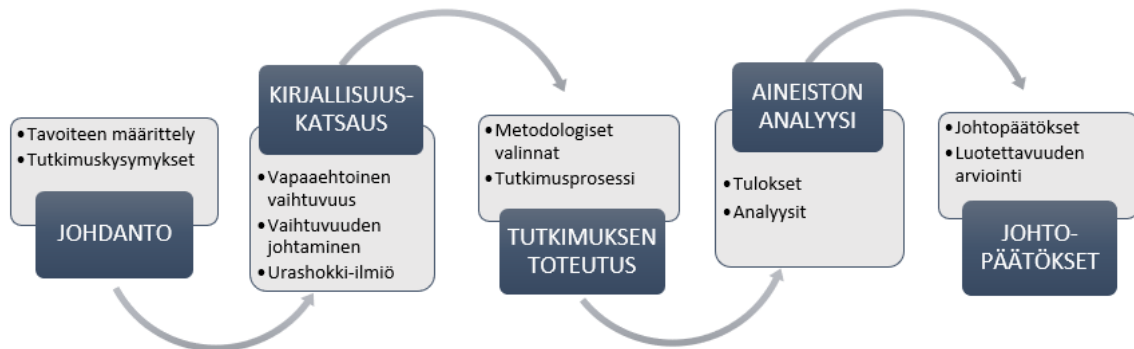 • Tavoiteen määrittely
• Tutkimuskysymykset
JOHDANTO
KIRJALLISUUS-
KATSAUS
• Vapaaehtoinen
vaihtuvuus
• Vaihtuvuuden
johtaminen
• Urashokki-ilmiö
• Metodologiset
valinnat
• Tutkimusprosessi
TUTKIMUKSEN
TOTEUTUS
AINEISTON
ANALYYSI
• Tulokset
• Analyysit
• Johtopäätökset
• Luotettavuuden
arviointi
JOHTO-
PÄÄTÖKSET